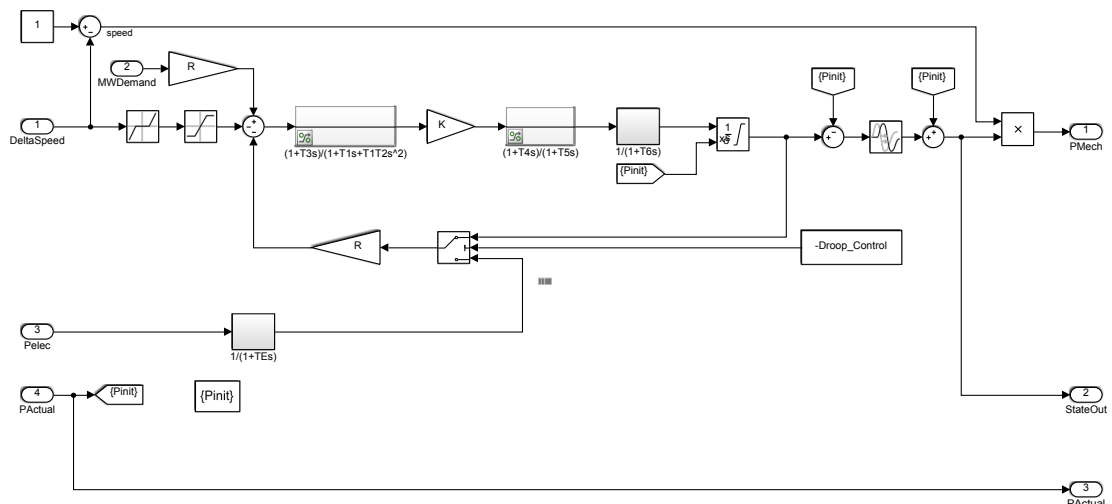 1
+
−
speed
{Pinit}
{Pinit}
2
R
MWDemand
1
DeltaSpeed
(1+T3s)/(1+T1s+T1T2s^2)
K
(1+T4s)/(1+T5s)
1/(1+T6s)
{Pinit}
×
1
PMech
R
-Droop_Control
3
Pelec
1/(1+TEs)
4
PActual
{Pinit}
{Pinit}
2
StateOut
3
PActual